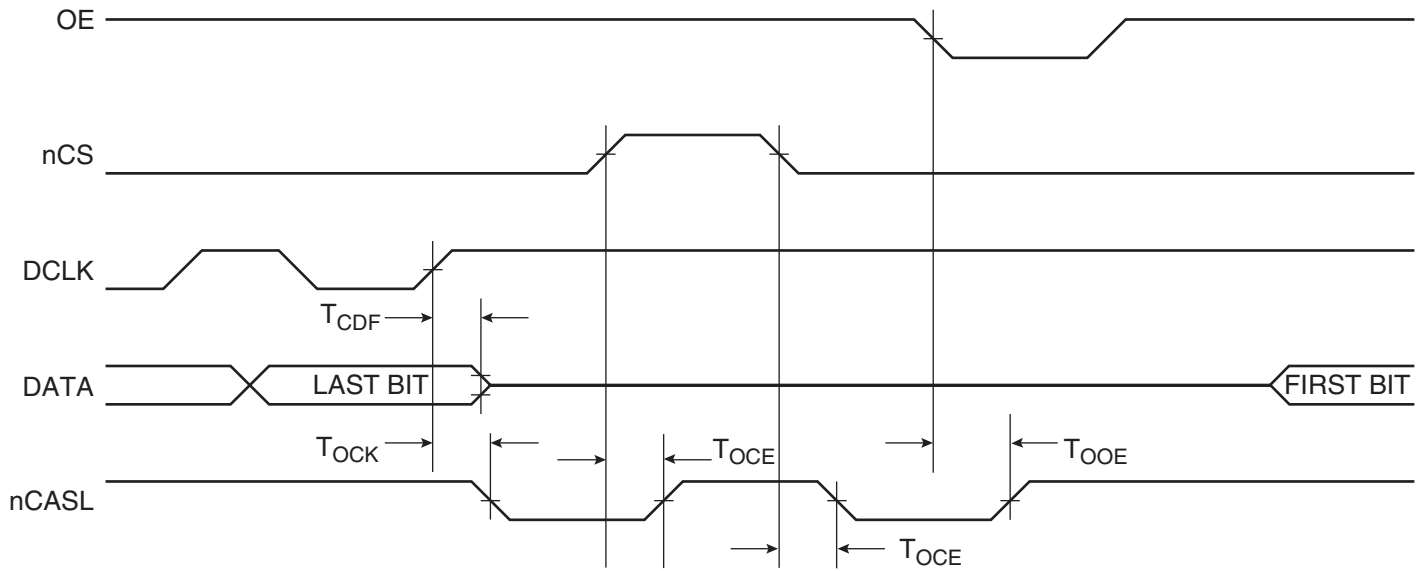 OE
nCS
DCLK
TCDF
DATA
LAST BIT
FIRST BIT
TOCK
TOCE
TOOE
nCASL
TOCE